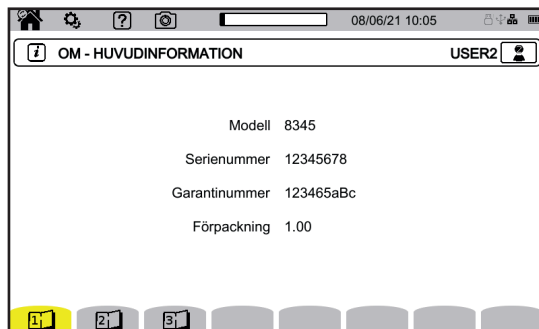 08/06/21 10:05
OM - HUVUDINFORMATION USER2
Modell 8345
Serienummer 12345678
Garantinummer 123465aBc
Förpackning 1.00
1 2 3